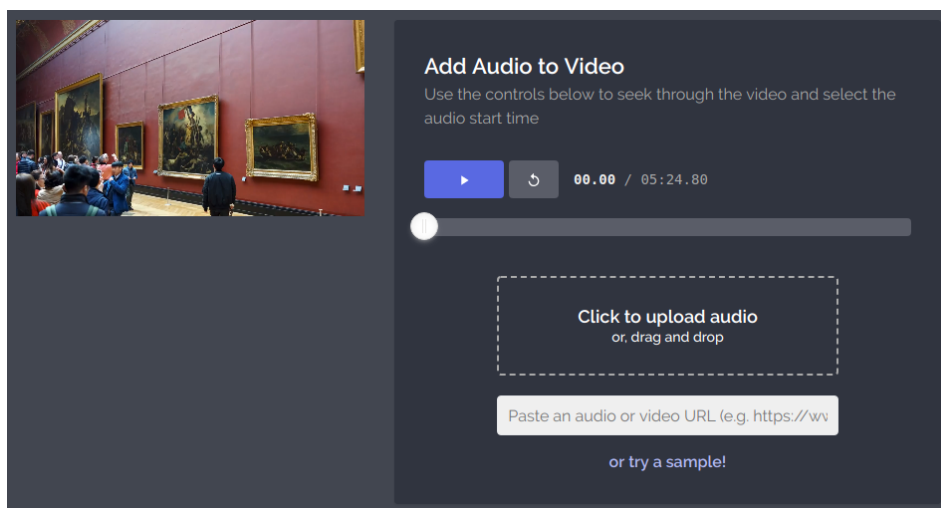 Add Audio to Video
Use the controls below to seek through the video and select the
audio start time
00.00 / 05:24.80
Click to upload audio
or, drag and drop
Paste an audio or video URL (e.g. https://wv
or try a sample!